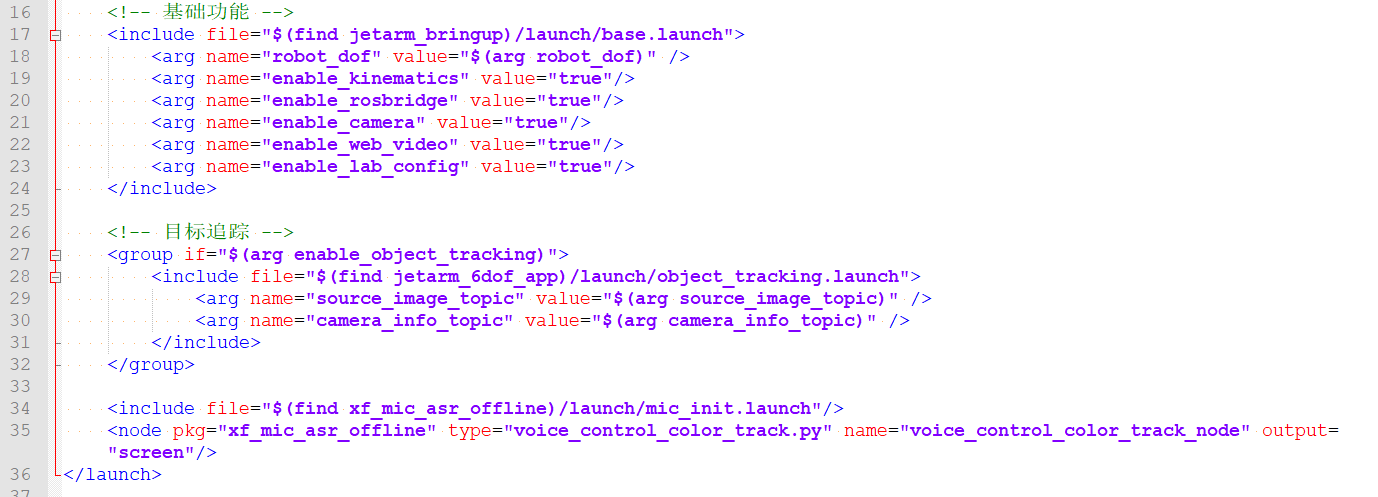 16 <!-- 基础功能 -->
17 <include file="$(find jetarm_bringup)/launch/base.launch">
18 <arg name="robot_dof" value="$(arg robot_dof)" />
19 <arg name="enable_kinematics" value="true"/>
20 <arg name="enable_rosbridge" value="true"/>
21 <arg name="enable_camera" value="true"/>
22 <arg name="enable_web_video" value="true"/>
23 <arg name="enable_lab_config" value="true"/>
24 </include>
25
26 <!-- 目标追踪 -->
27 <group if="$(arg enable_object_tracking)">
28 <include file="$(find jetarm_6dof_app)/launch/object_tracking.launch">
29 <arg name="source_image_topic" value="$(arg source_image_topic)" />
30 <arg name="camera_info_topic" value="$(arg camera_info_topic)" />
31 </include>
32 </group>
33
34 <include file="$(find xf_mic_asr_offline)/launch/mic_init.launch"/>
35 <node pkg="xf_mic_asr_offline" type="voice_control_color_track.py" name="voice_control_color_track_node" output=
"screen"/>
36 </launch>
37